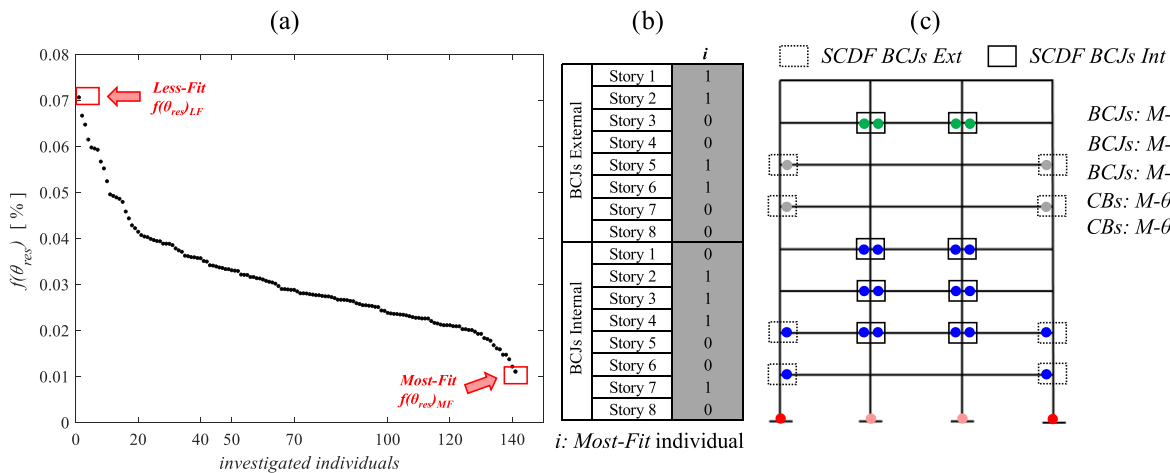 (a)
0.08
0.07
0.06
0.05
0.04
0.03
0.02
0.01
0
f(θres) [ % ]
Less-Fit
f(θres)LF
Most-Fit
f(θres)MF
0 20 40 50 70 100 120 140
investigated individuals
(b)
i
BCJs External
Story 1 1
Story 2 1
Story 3 0
Story 4 0
Story 5 1
Story 6 1
Story 7 0
Story 8 0
BCJs Internal
Story 1 0
Story 2 1
Story 3 1
Story 4 1
Story 5 0
Story 6 0
Story 7 1
Story 8 0
i: Most-Fit individual
(c)
SCDF BCJs Ext SCDF BCJs Int
BCJs: M-
BCJs: M-
BCJs: M-
CBs: M-θ
CBs: M-θ